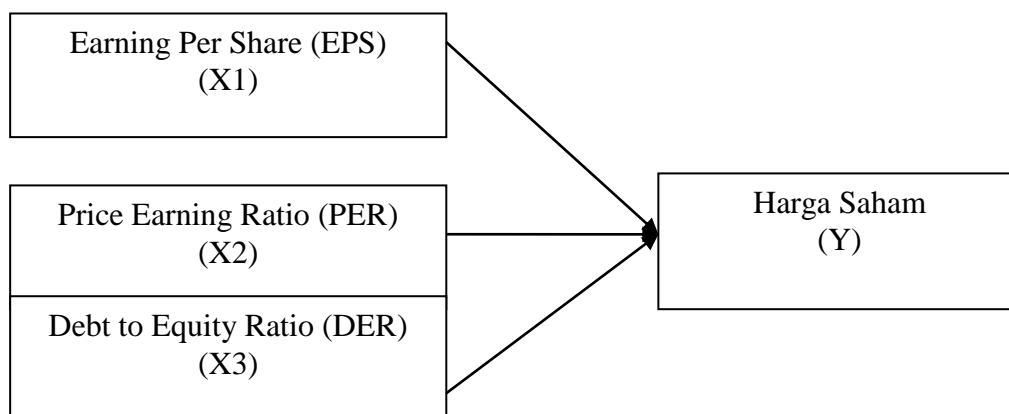 Earning Per Share (EPS)
(X1)
Price Earning Ratio (PER)
(X2)
Debt to Equity Ratio (DER)
(X3)
Harga Saham
(Y)